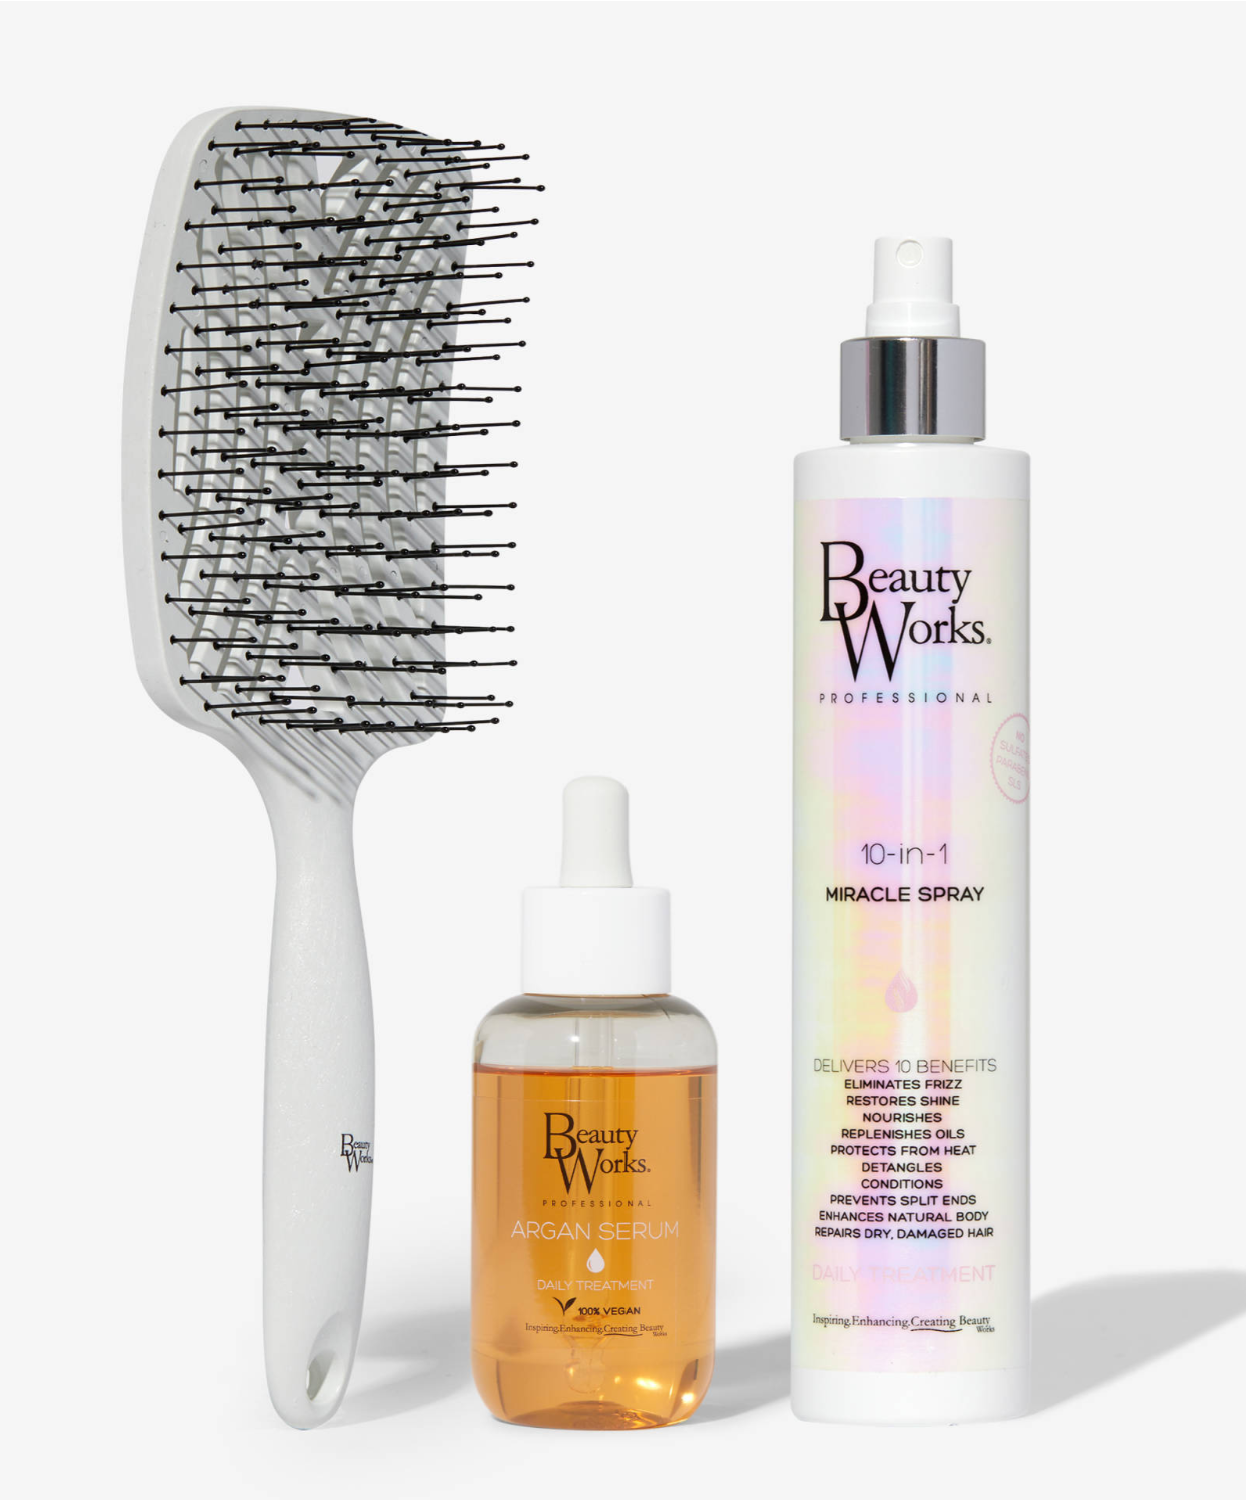 Beauty
Works.
PROFESSIONAL
NO
10-in-1
MIRACLE SPRAY
DELIVERS 10 BENEFITS
ELIMINATES FRIZZ
RESTORES SHINE
NOURISHES
REPLENISHES OILS
PROTECTS FROM HEAT
DETANGLES
CONDITIONS
PREVENTS SPLIT ENDS
ENHANCES NATURAL BODY
REPAIRS DRY, DAMAGED HAIR
DAILY TREATMENT
Inspiring.Enhancing.Creating Beauty
Works
Beauty
Works.
PROFESSIONAL
ARGAN SERUM
DAILY TREATMENT
100% VEGAN
Inspiring.Enhancing.Creating Beauty
Works
Beauty
Works.